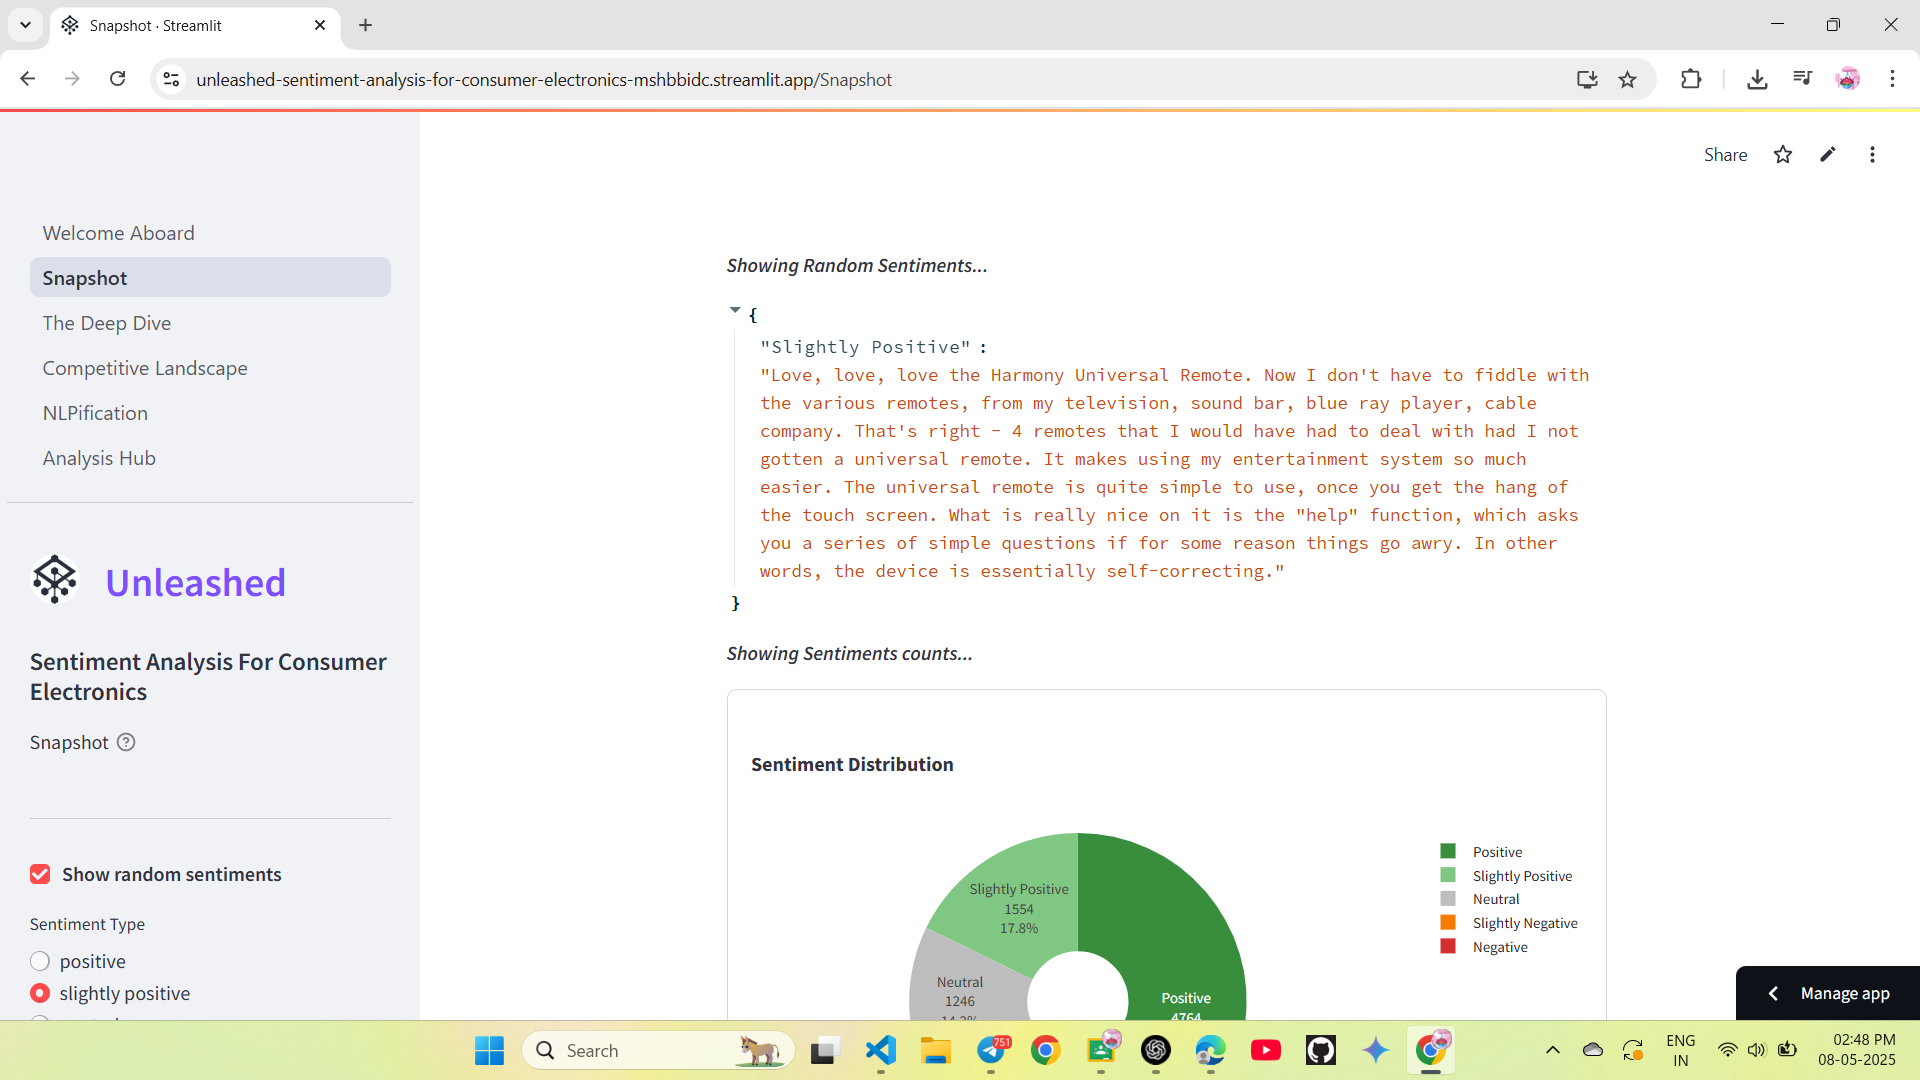 Snapshot · Streamlit
unleashed-sentiment-analysis-for-consumer-electronics-mshbbidc.streamlit.app/Snapshot
Share
Welcome Aboard
Snapshot
The Deep Dive
Competitive Landscape
NLPification
Analysis Hub
Unleashed
Sentiment Analysis For Consumer
Electronics
Snapshot
Show random sentiments
Sentiment Type
positive
slightly positive
Showing Random Sentiments...
{
"Slightly Positive" :
"Love, love, love the Harmony Universal Remote. Now I don't have to fiddle with
the various remotes, from my television, sound bar, blue ray player, cable
company. That's right - 4 remotes that I would have had to deal with had I not
gotten a universal remote. It makes using my entertainment system so much
easier. The universal remote is quite simple to use, once you get the hang of
the touch screen. What is really nice on it is the "help" function, which asks
you a series of simple questions if for some reason things go awry. In other
words, the device is essentially self-correcting."
}
Showing Sentiments counts...
Sentiment Distribution
Slightly Positive
1554
17.8%
Neutral
1246
14.2%
Positive
4764
Positive
Slightly Positive
Neutral
Slightly Negative
Negative
Manage app
Search
751
ENG
IN
02:48 PM
08-05-2025